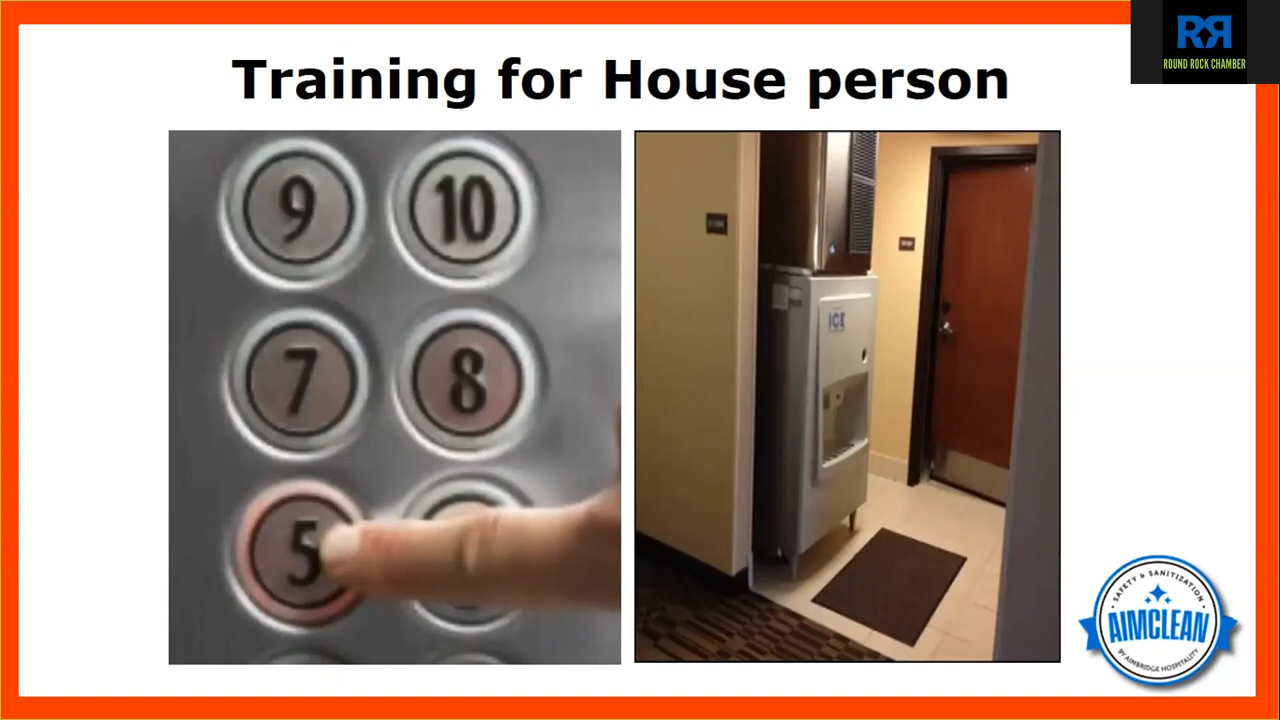 Training for House person
RR
ROUND ROCK CHAMBER
9
10
7
8
5
ICE
SAFETY & SANITIZATION
AIMCLEAN
BY AIMBRIDGE HOSPITALITY